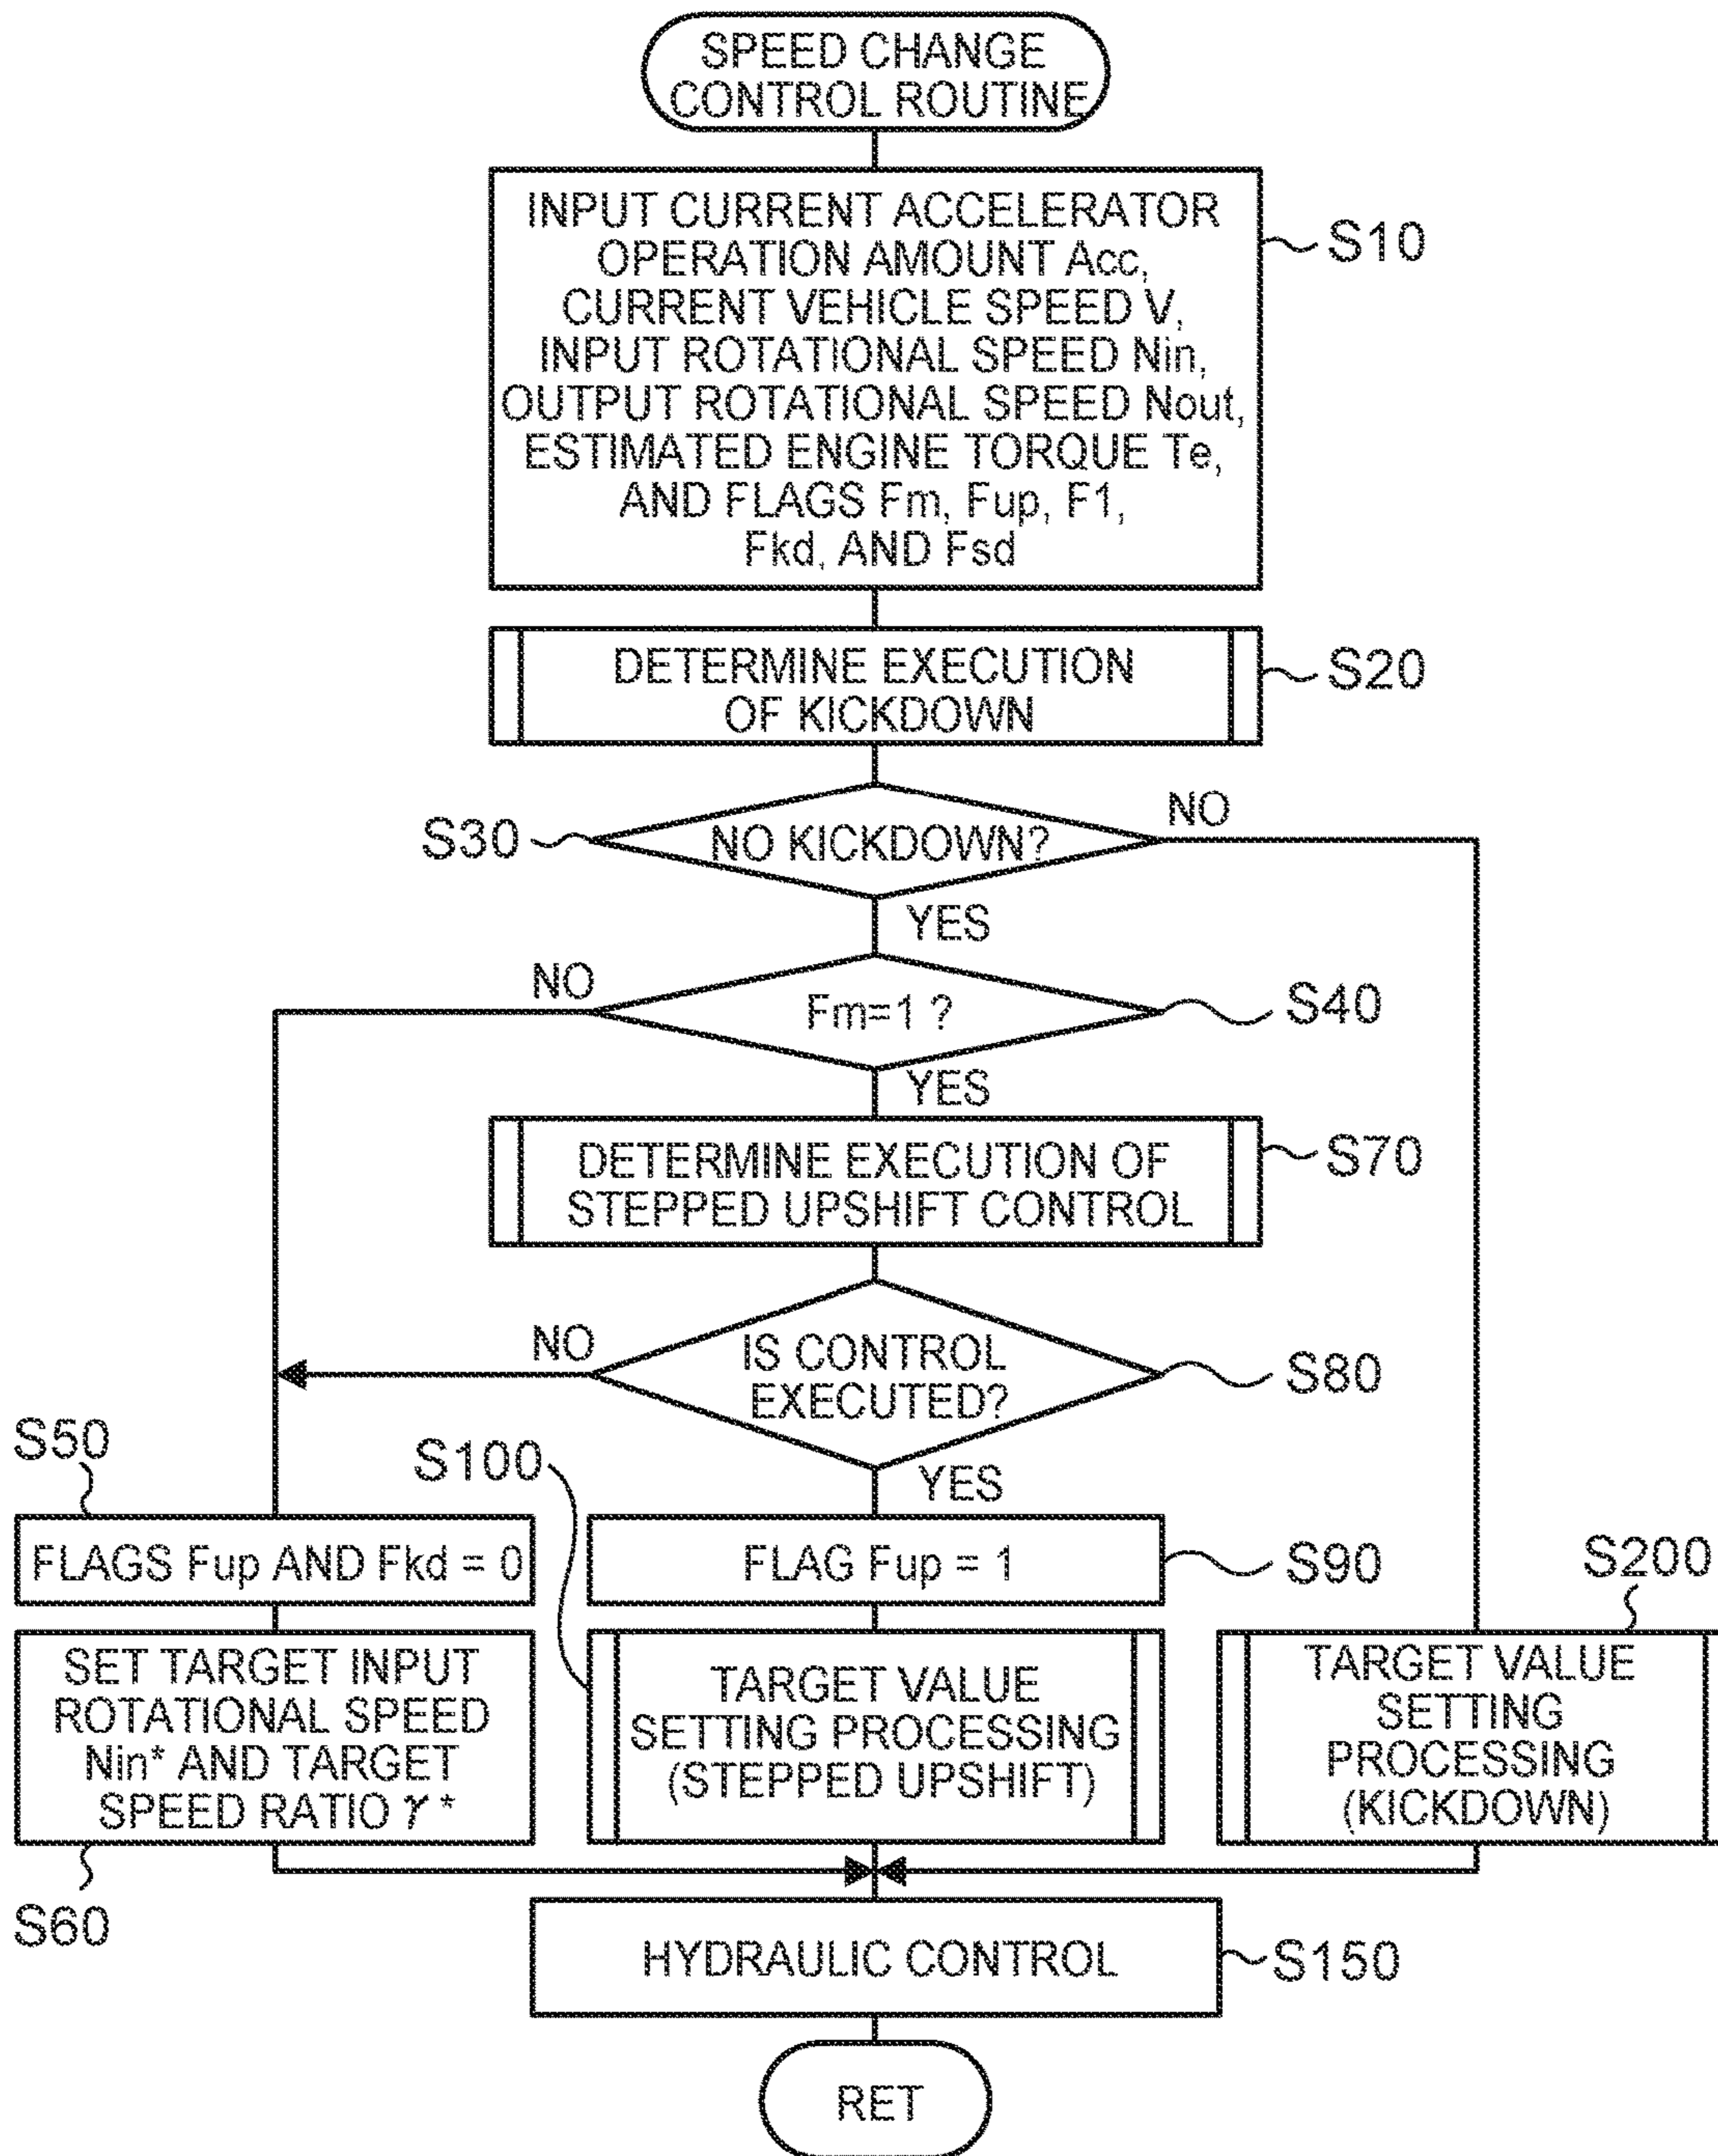 SPEED CHANGE
CONTROL ROUTINE
INPUT CURRENT ACCELERATOR
OPERATION AMOUNT Acc,
CURRENT VEHICLE SPEED V,
INPUT ROTATIONAL SPEED Nin,
OUTPUT ROTATIONAL SPEED Nout,
ESTIMATED ENGINE TORQUE Te,
AND FLAGS Fm, Fup, F1,
Fkd, AND Fsd
S10
DETERMINE EXECUTION
OF KICKDOWN
S20
S30
NO KICKDOWN?
NO
YES
NO
Fm=1 ?
S40
YES
DETERMINE EXECUTION OF
STEPPED UPSHIFT CONTROL
S70
NO
IS CONTROL
EXECUTED?
S80
YES
S50
S100
FLAGS Fup AND Fkd = 0
FLAG Fup = 1
S90
S200
SET TARGET INPUT
ROTATIONAL SPEED
Nin* AND TARGET
SPEED RATIO γ *
S60
TARGET VALUE
SETTING PROCESSING
(STEPPED UPSHIFT)
TARGET VALUE
SETTING
PROCESSING
(KICKDOWN)
HYDRAULIC CONTROL
S150
RET